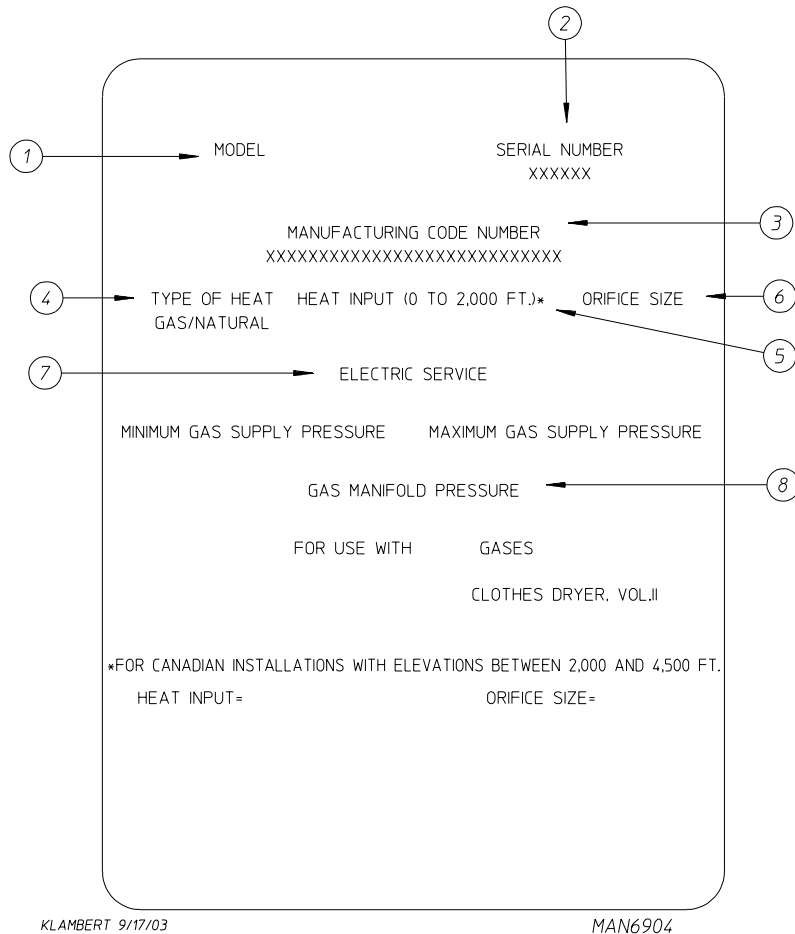 2
1 MODEL SERIAL NUMBER
XXXXXX
3
MANUFACTURING CODE NUMBER
XXXXXXXXXXXXXXXXXXXXXXXXXXXX
4 TYPE OF HEAT HEAT INPUT (0 TO 2,000 FT.)* ORIFICE SIZE 6
GAS/NATURAL
5
7 ELECTRIC SERVICE
MINIMUM GAS SUPPLY PRESSURE MAXIMUM GAS SUPPLY PRESSURE
GAS MANIFOLD PRESSURE 8
FOR USE WITH GASES
CLOTHES DRYER, VOL.II
*FOR CANADIAN INSTALLATIONS WITH ELEVATIONS BETWEEN 2,000 AND 4,500 FT.
HEAT INPUT= ORIFICE SIZE=
KLAMBERT 9/17/03 MAN6904